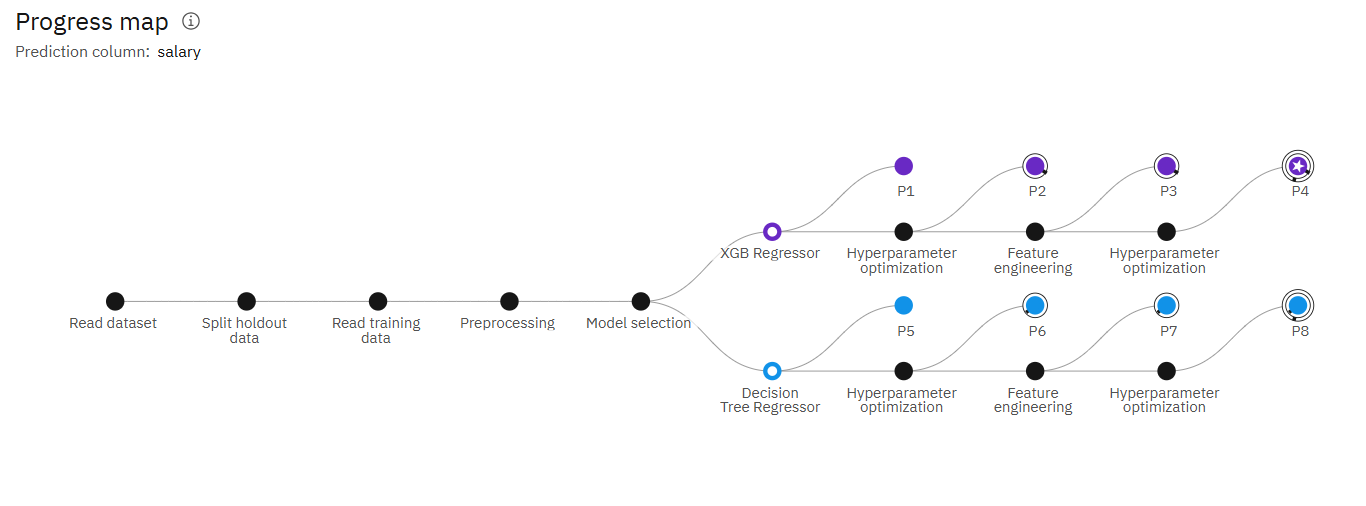 Progress map
Prediction column: salary
P1
P2
P3
P4
XGB Regressor
Hyperparameter
optimization
Feature
engineering
Hyperparameter
optimization
Read dataset
Split holdout
data
Read training
data
Preprocessing
Model selection
P5
P6
P7
P8
Decision
Tree Regressor
Hyperparameter
optimization
Feature
engineering
Hyperparameter
optimization